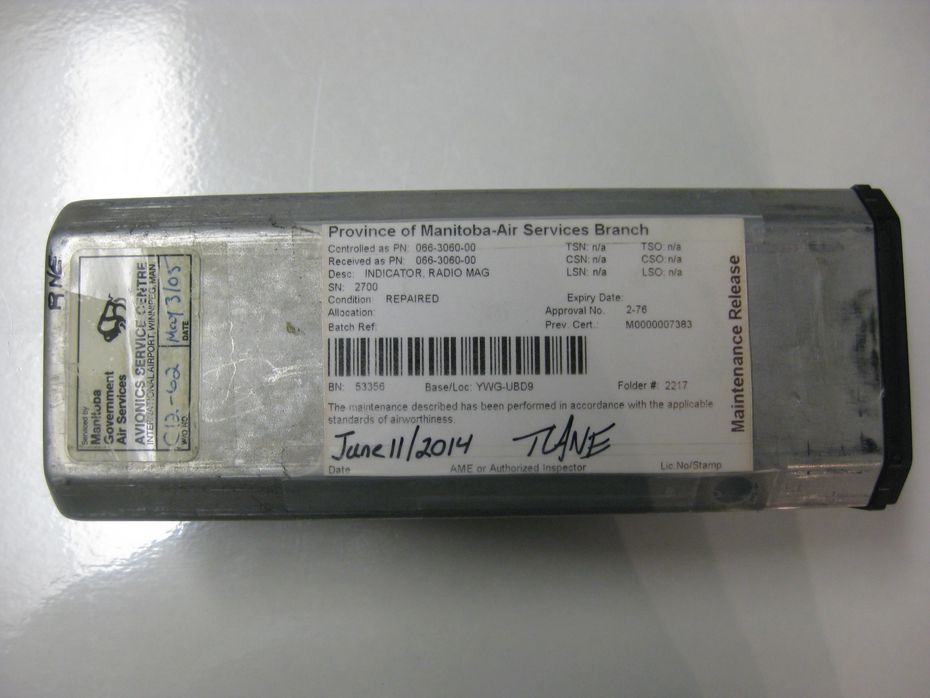 RNE
Serviced by
Manitoba
Government
Air Services
AVIONICS SERVICE CENTRE
INTERNATIONAL AIRPORT, WINNIPEG, MAN.
C12-62 May 3/05
W/O NO. DATE
Province of Manitoba-Air Services Branch
Controlled as PN: 066-3060-00 TSN: n/a TSO: n/a
Received as PN: 066-3060-00 CSN: n/a CSO: n/a
Desc: INDICATOR, RADIO MAG LSN: n/a LSO: n/a
SN: 2700
Condition: REPAIRED Expiry Date:
Allocation: Approval No. 2-76
Batch Ref: Prev. Cert.: M0000007383
BN: 53356 Base/Loc: YWG-UBD9 Folder #: 2217
The maintenance described has been performed in accordance with the applicable
standards of airworthiness.
June 11/2014 TLANE
Date AME or Authorized Inspector Lic.No/Stamp
Maintenance Release